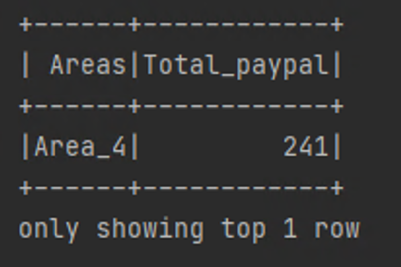 +------+------------+
| Areas|Total_paypal|
+------+------------+
|Area_4|         241|
+------+------------+
only showing top 1 row